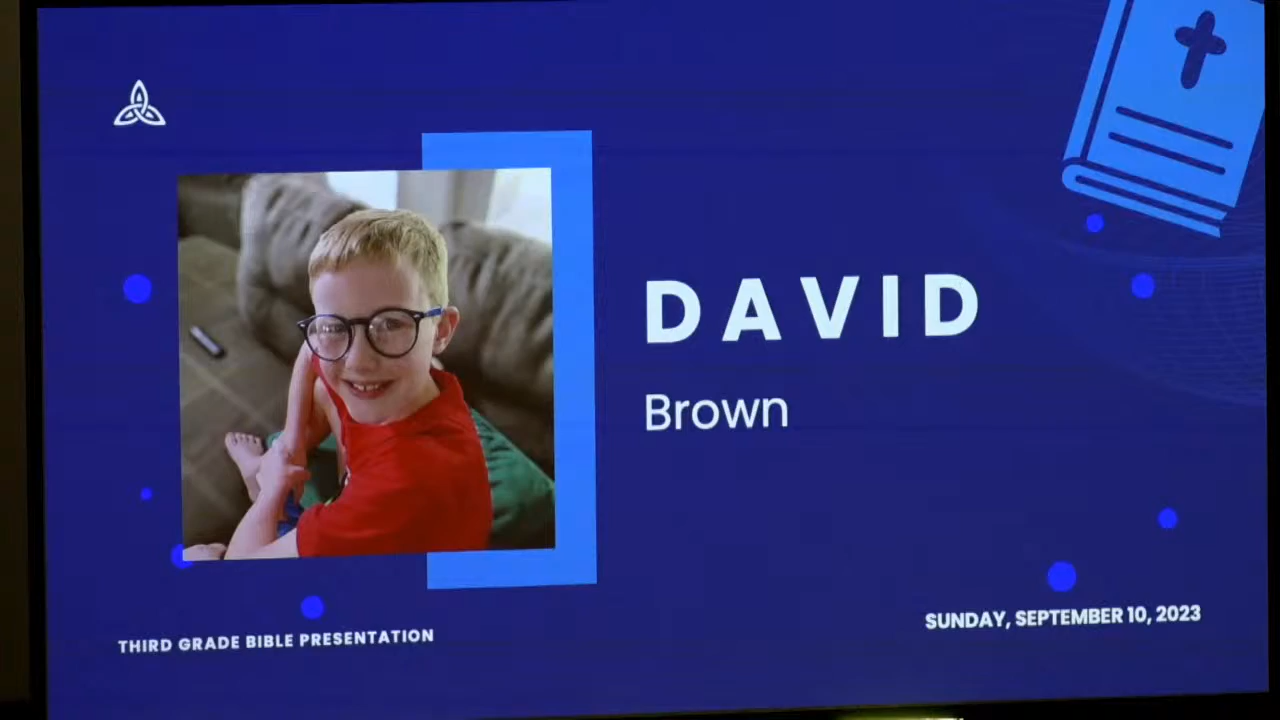 DAVID
Brown
THIRD GRADE BIBLE PRESENTATION
SUNDAY, SEPTEMBER 10, 2023